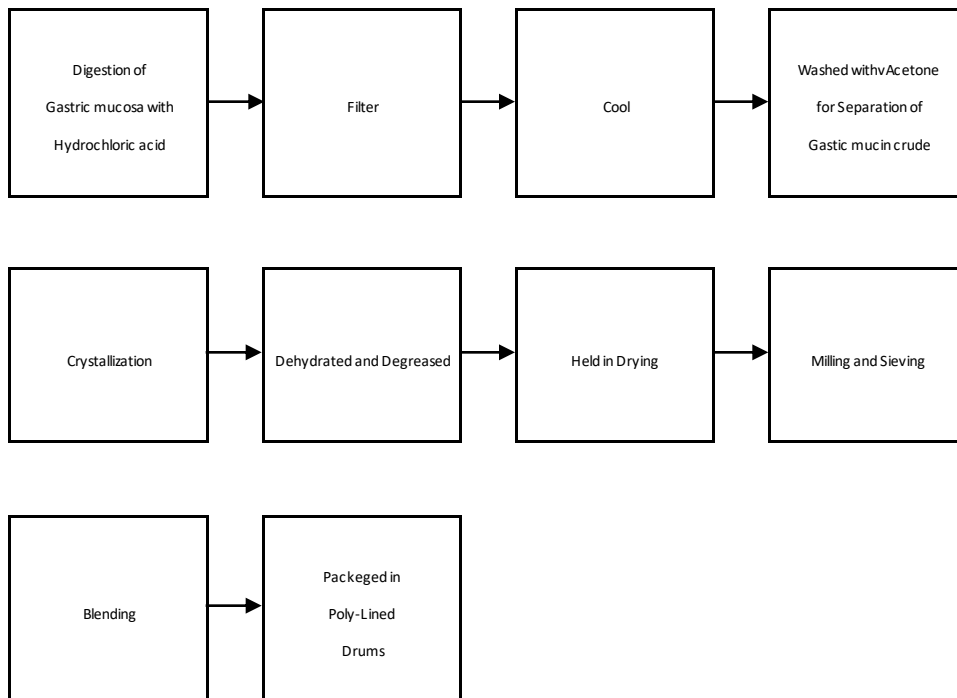 Digestion of
Gastric mucosa with
Hydrochloric acid
Filter
Cool
Washed withvAcetone
for Separation of
Gastic mucin crude
Crystallization
Dehydrated and Degreased
Held in Drying
Milling and Sieving
Blending
Packeged in
Poly-Lined
Drums